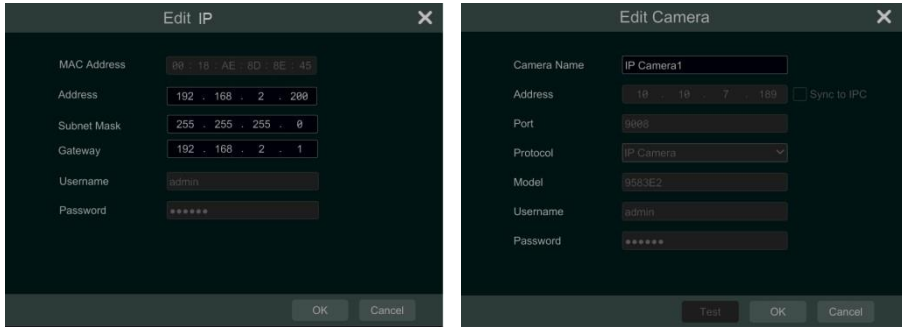 Edit IP
MAC Address 00 : 18 : AE : 8D : 8E : 45
Address 192 . 168 . 2 . 200
Subnet Mask 255 . 255 . 255 . 0
Gateway 192 . 168 . 2 . 1
Username admin
Password ●●●●●●
OK Cancel
Edit Camera
Camera Name IP Camera1
Address 10 . 10 . 7 . 189 Sync to IPC
Port 9008
Protocol IP Camera
Model 9583E2
Username admin
Password ●●●●●●
Test OK Cancel